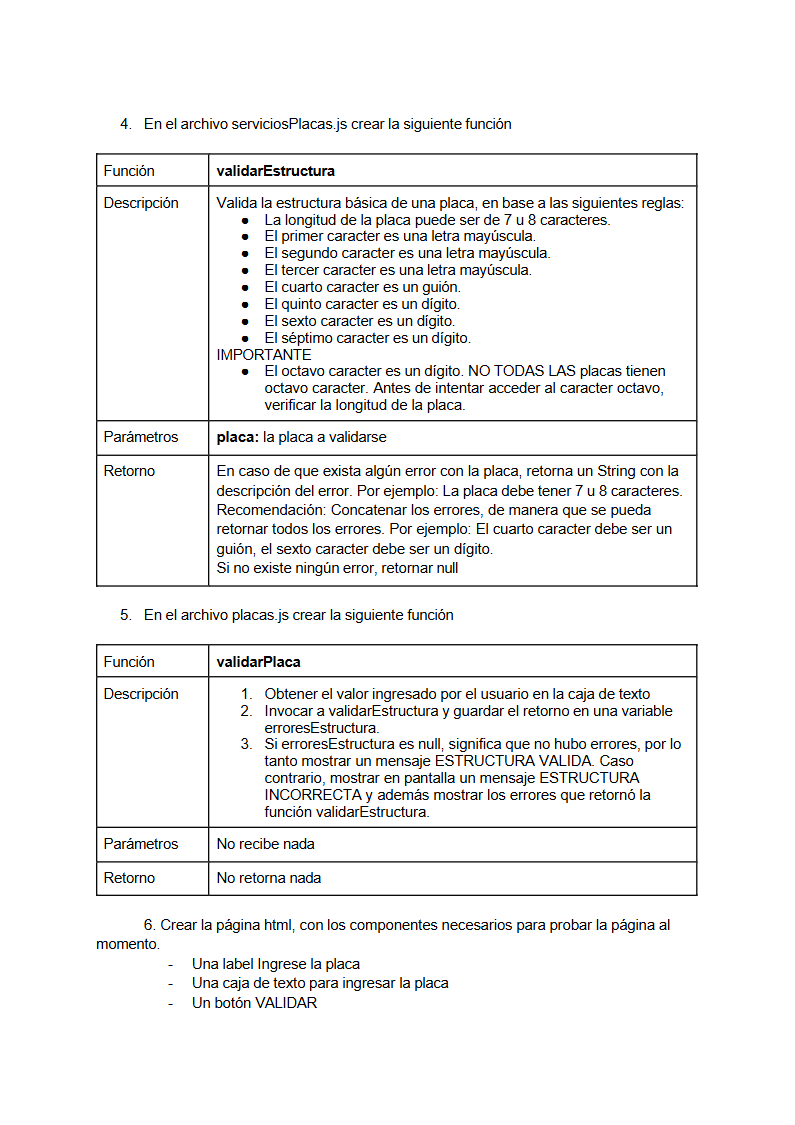 4. En el archivo serviciosPlacas.js crear la siguiente función
Función validarEstructura
Descripción Valida la estructura básica de una placa, en base a las siguientes reglas:
● La longitud de la placa puede ser de 7 u 8 caracteres.
● El primer caracter es una letra mayúscula.
● El segundo caracter es una letra mayúscula.
● El tercer caracter es una letra mayúscula.
● El cuarto caracter es un guión.
● El quinto caracter es un dígito.
● El sexto caracter es un dígito.
● El séptimo caracter es un dígito.
IMPORTANTE
● El octavo caracter es un dígito. NO TODAS LAS placas tienen
octavo caracter. Antes de intentar acceder al caracter octavo,
verificar la longitud de la placa.
Parámetros placa: la placa a validarse
Retorno En caso de que exista algún error con la placa, retorna un String con la
descripción del error. Por ejemplo: La placa debe tener 7 u 8 caracteres.
Recomendación: Concatenar los errores, de manera que se pueda
retornar todos los errores. Por ejemplo: El cuarto caracter debe ser un
guión, el sexto caracter debe ser un dígito.
Si no existe ningún error, retornar null
5. En el archivo placas.js crear la siguiente función
Función validarPlaca
Descripción 1. Obtener el valor ingresado por el usuario en la caja de texto
2. Invocar a validarEstructura y guardar el retorno en una variable
erroresEstructura.
3. Si erroresEstructura es null, significa que no hubo errores, por lo
tanto mostrar un mensaje ESTRUCTURA VALIDA. Caso
contrario, mostrar en pantalla un mensaje ESTRUCTURA
INCORRECTA y además mostrar los errores que retornó la
función validarEstructura.
Parámetros No recibe nada
Retorno No retorna nada
6. Crear la página html, con los componentes necesarios para probar la página al
momento.
- Una label Ingrese la placa
- Una caja de texto para ingresar la placa
- Un botón VALIDAR